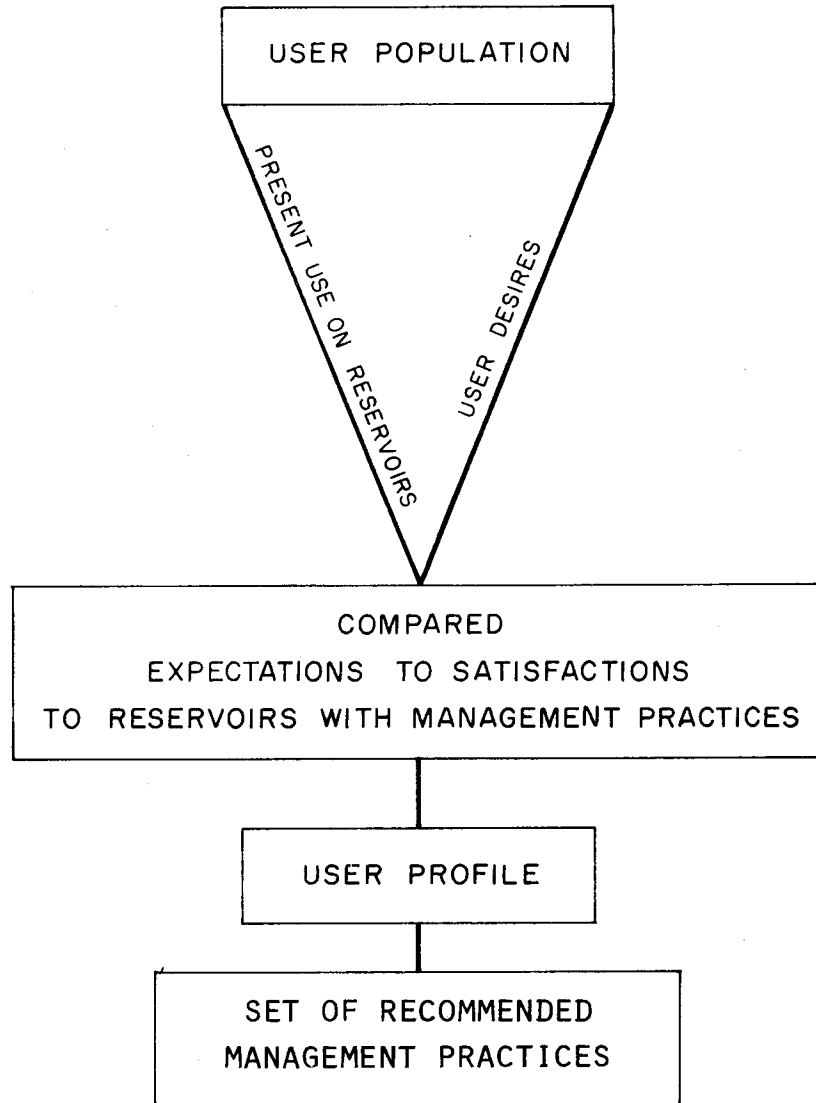 USER POPULATION
PRESENT USE ON RESERVOIRS
USER DESIRES
COMPARED
EXPECTATIONS TO SATISFACTIONS
TO RESERVOIRS WITH MANAGEMENT PRACTICES
USER PROFILE
SET OF RECOMMENDED
MANAGEMENT PRACTICES